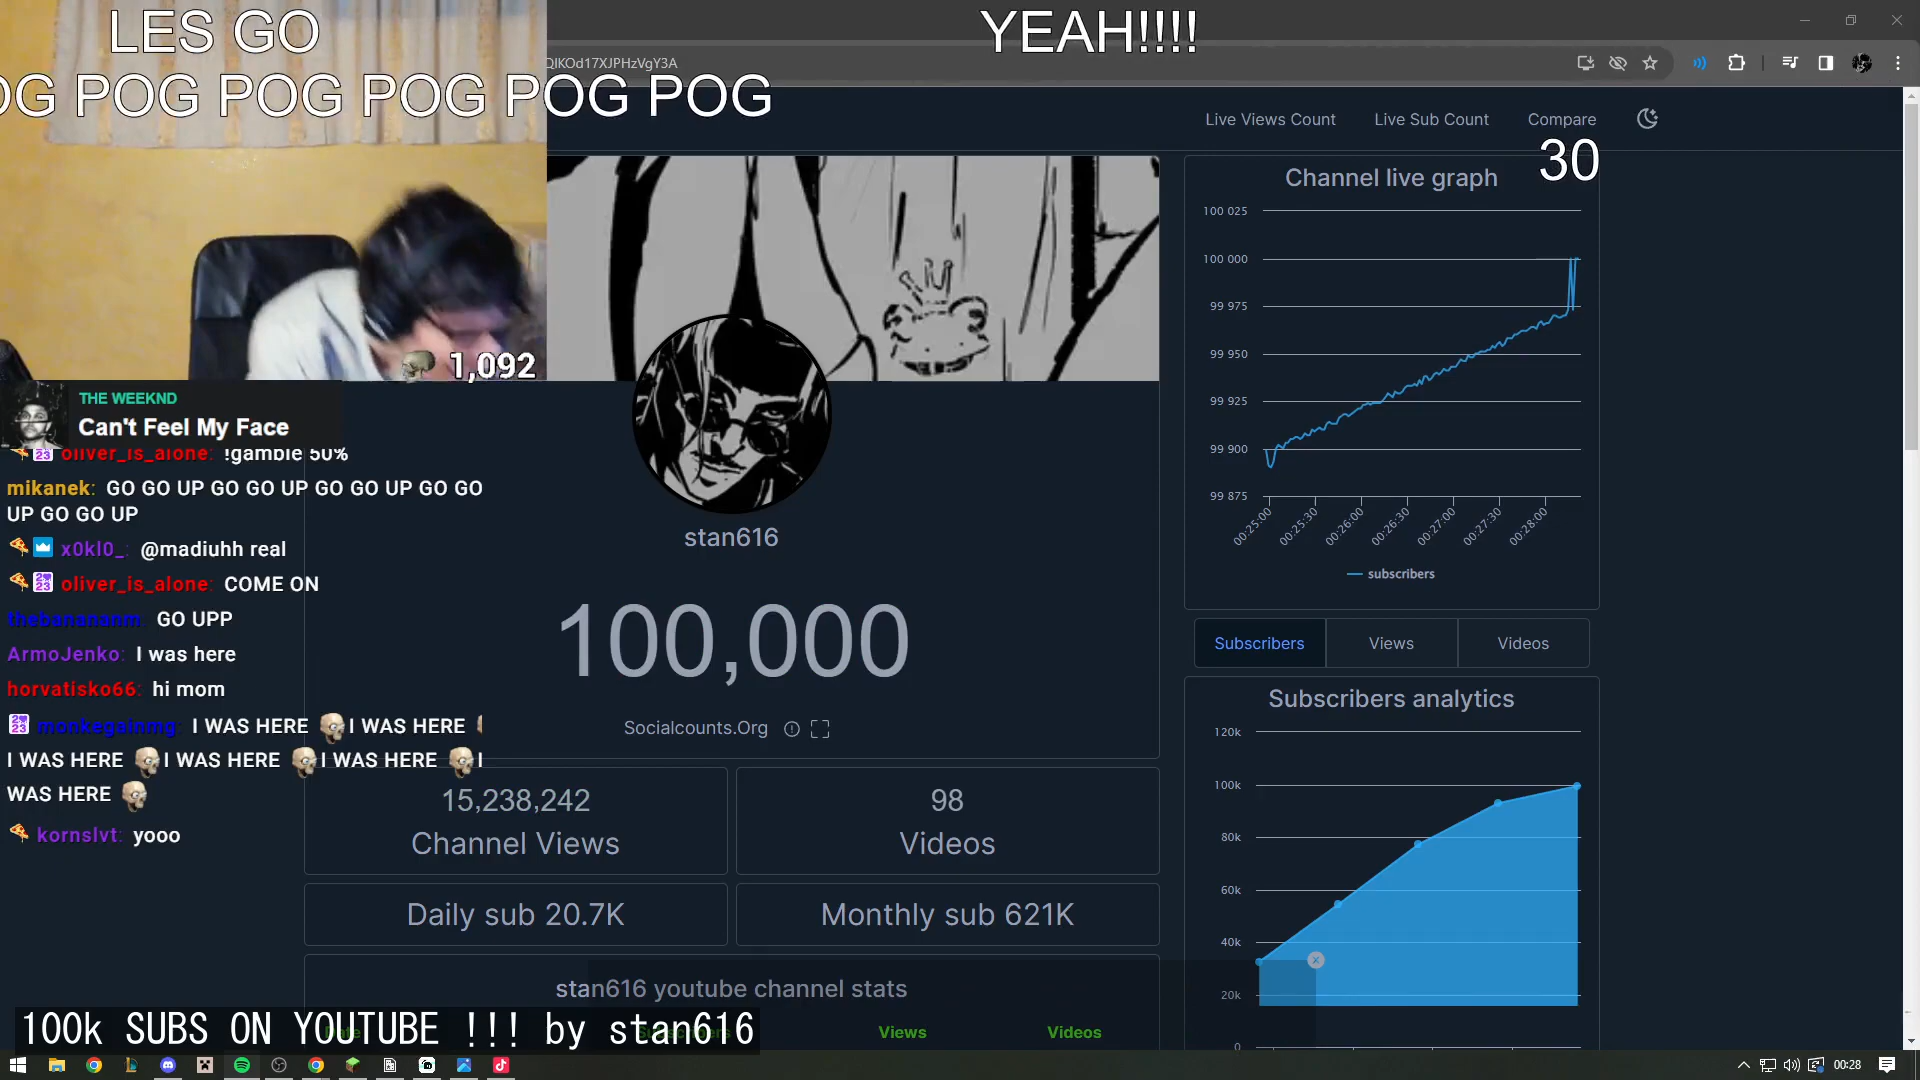 LES GO
YEAH!!!!
OG POG POG POG POG POG
QIKOd17XJPHzVgY3A
Live Views Count
Live Sub Count
Compare
30
1,092
THE WEEKND
Can't Feel My Face
oliver_is_alone: !gamble 50%
mikanek: GO GO UP GO GO UP GO GO UP GO GO
UP GO GO UP
x0kl0_: @madiuhh real
oliver_is_alone: COME ON
thebanananm: GO UPP
ArmoJenko: I was here
horvatisko66: hi mom
monkegainmg: I WAS HERE I WAS HERE
I WAS HERE I WAS HERE I WAS HERE I
WAS HERE
kornslvt: yooo
stan616
100,000
Socialcounts.Org
15,238,242
Channel Views
98
Videos
Daily sub 20.7K
Monthly sub 621K
stan616 youtube channel stats
Views
Videos
Channel live graph
100 025
100 000
99 975
99 950
99 925
99 900
99 875
00:25:00
00:25:30
00:26:00
00:26:30
00:27:00
00:27:30
00:28:00
subscribers
Subscribers
Views
Videos
Subscribers analytics
120k
100k
80k
60k
40k
20k
0
100k SUBS ON YOUTUBE !!! by stan616
00:28